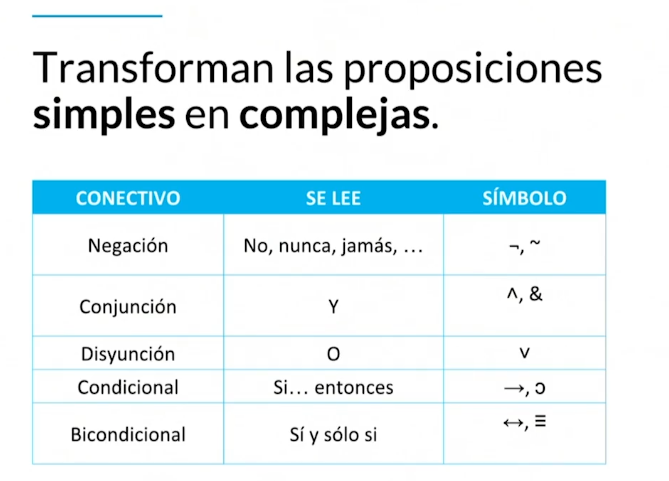 Transforman las proposiciones
simples en complejas.
CONECTIVO SE LEE SÍMBOLO
Negación No, nunca, jamás, … ¬, ~
Conjunción Y ˄, &
Disyunción O ˅
Condicional Si… entonces →, ↄ
Bicondicional Sí y sólo si ↔, ≡